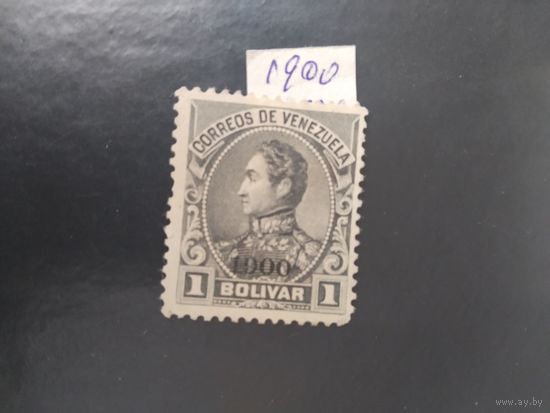 1900
CORREOS DE VENEZUELA
1900
1 BOLIVAR 1
www.ay.by